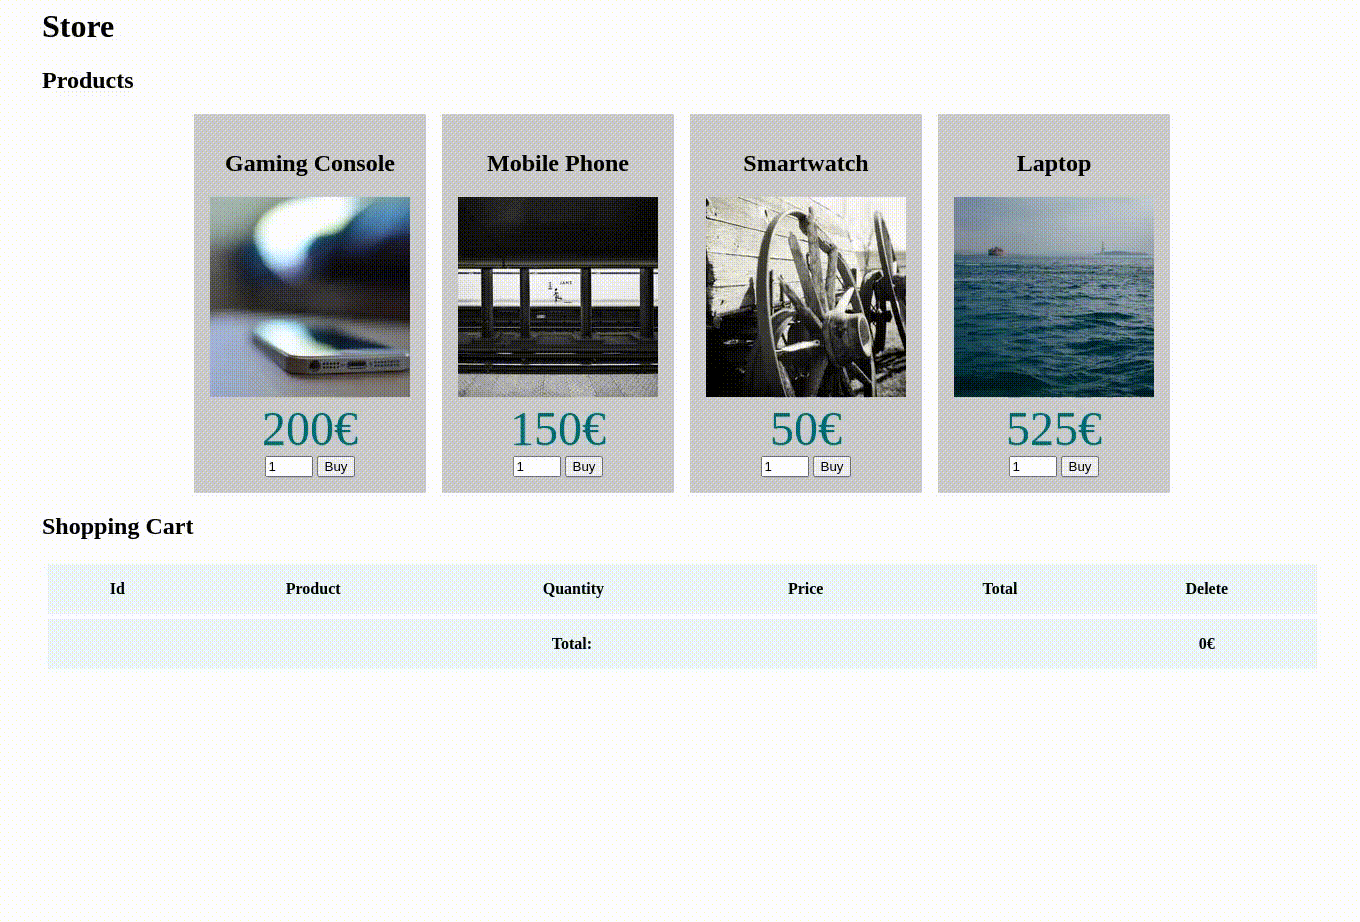 Store
Products
Gaming Console
Mobile Phone
Smartwatch
Laptop
JANE
200€
150€
50€
525€
1 Buy
1 Buy
1 Buy
1 Buy
Shopping Cart
Id Product Quantity Price Total Delete
Total: 0€